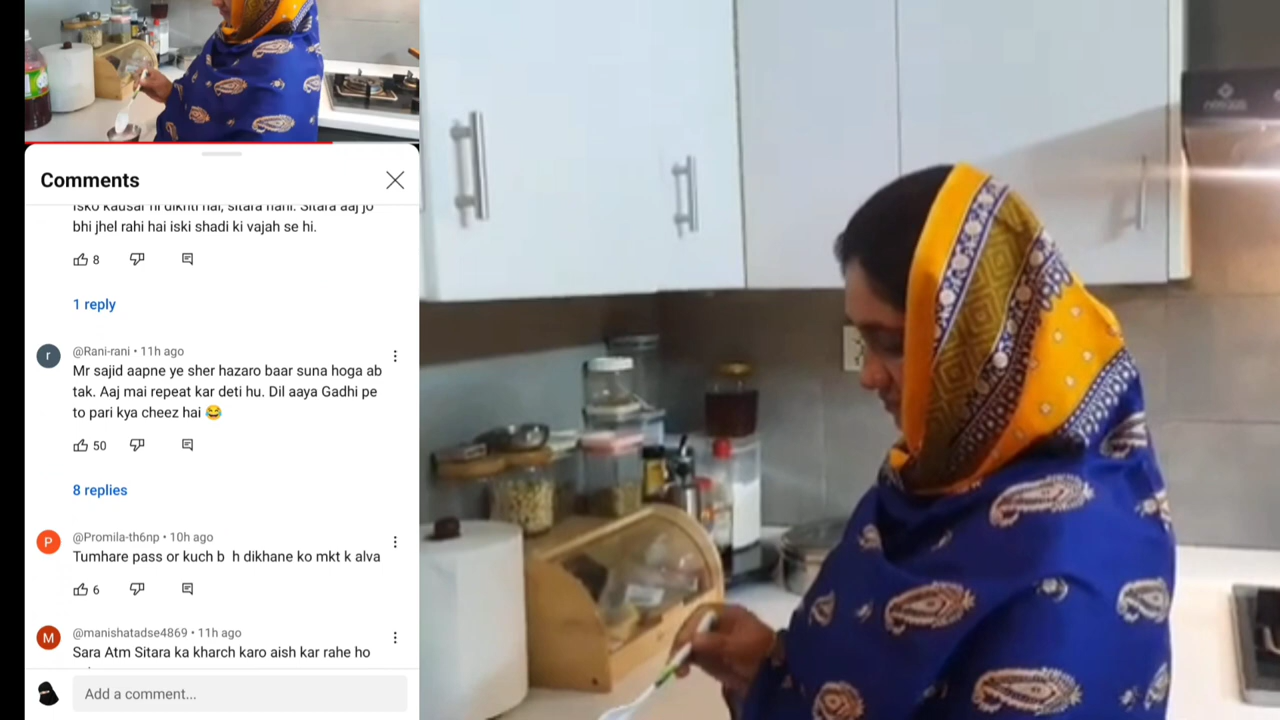 Comments
bhi jhel rahi hai iski shadi ki vajah se hi.
8
1 reply
r
@Rani-rani • 11h ago
Mr sajid aapne ye sher hazaro baar suna hoga ab
tak. Aaj mai repeat kar deti hu. Dil aaya Gadhi pe
to pari kya cheez hai 😂
50
8 replies
P
@Promila-th6np • 10h ago
Tumhare pass or kuch b h dikhane ko mkt k alva
6
M
@manishatadse4869 • 11h ago
Sara Atm Sitara ka kharch karo aish kar rahe ho
Add a comment...